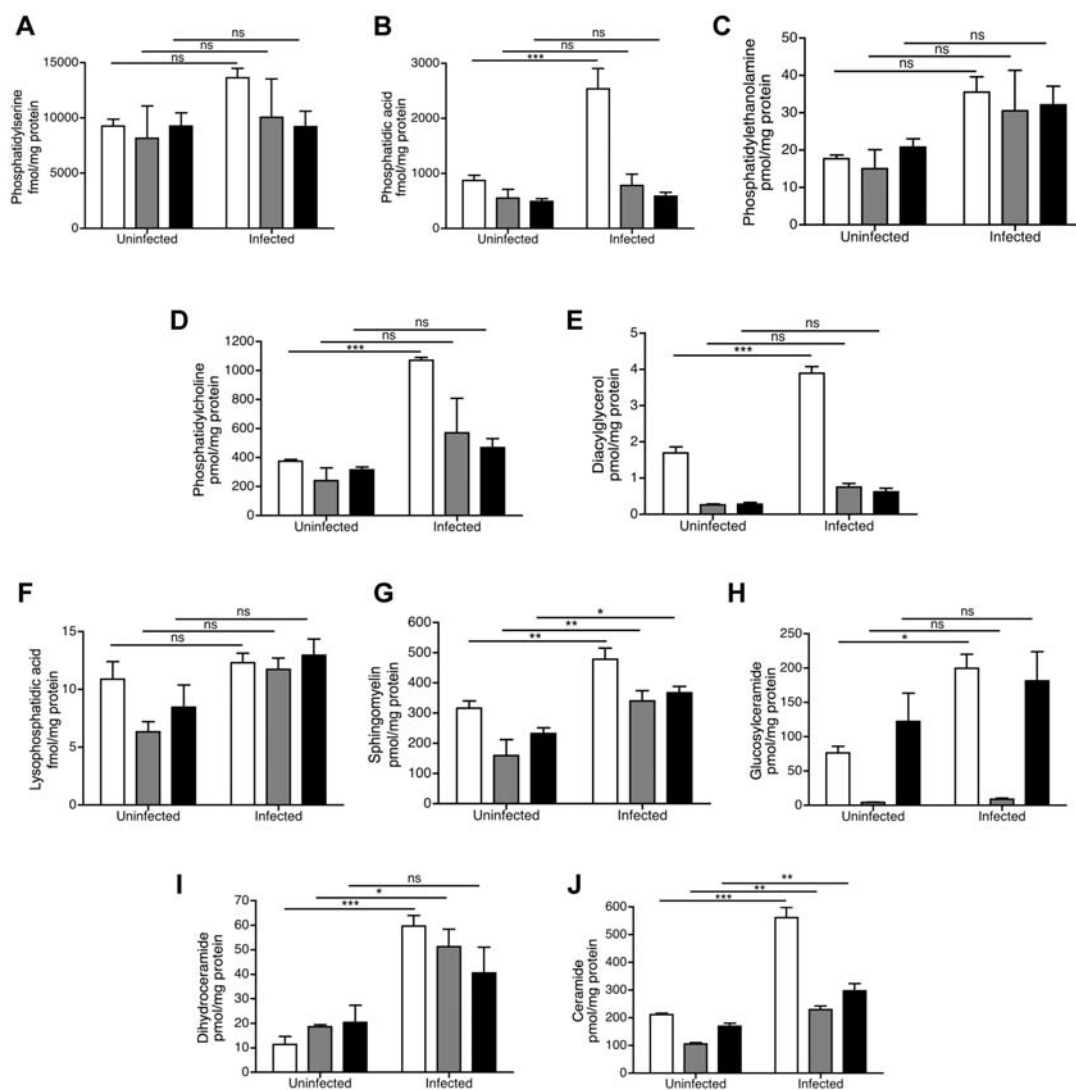 A
ns
ns
ns
Phosphatidylserine
fmol/mg protein
15000
10000
5000
0
Uninfected
Infected
B
ns
ns
***
Phosphatidic acid
fmol/mg protein
3000
2000
1000
0
Uninfected
Infected
C
ns
ns
ns
Phosphatidylethanolamine
pmol/mg protein
50
40
30
20
10
0
Uninfected
Infected
D
ns
ns
***
Phosphatidylcholine
pmol/mg protein
1200
1000
800
600
400
200
0
Uninfected
Infected
E
ns
ns
***
Diacylglycerol
pmol/mg protein
5
4
3
2
1
0
Uninfected
Infected
F
ns
ns
ns
Lysophosphatidic acid
fmol/mg protein
15
10
5
0
Uninfected
Infected
G
*
**
**
Sphingomyelin
pmol/mg protein
600
500
400
300
200
100
0
Uninfected
Infected
H
ns
ns
*
Glucosylceramide
pmol/mg protein
250
200
150
100
50
0
Uninfected
Infected
I
ns
*
***
Dihydroceramide
pmol/mg protein
70
60
50
40
30
20
10
0
Uninfected
Infected
J
**
**
***
Ceramide
pmol/mg protein
600
500
400
300
200
100
0
Uninfected
Infected